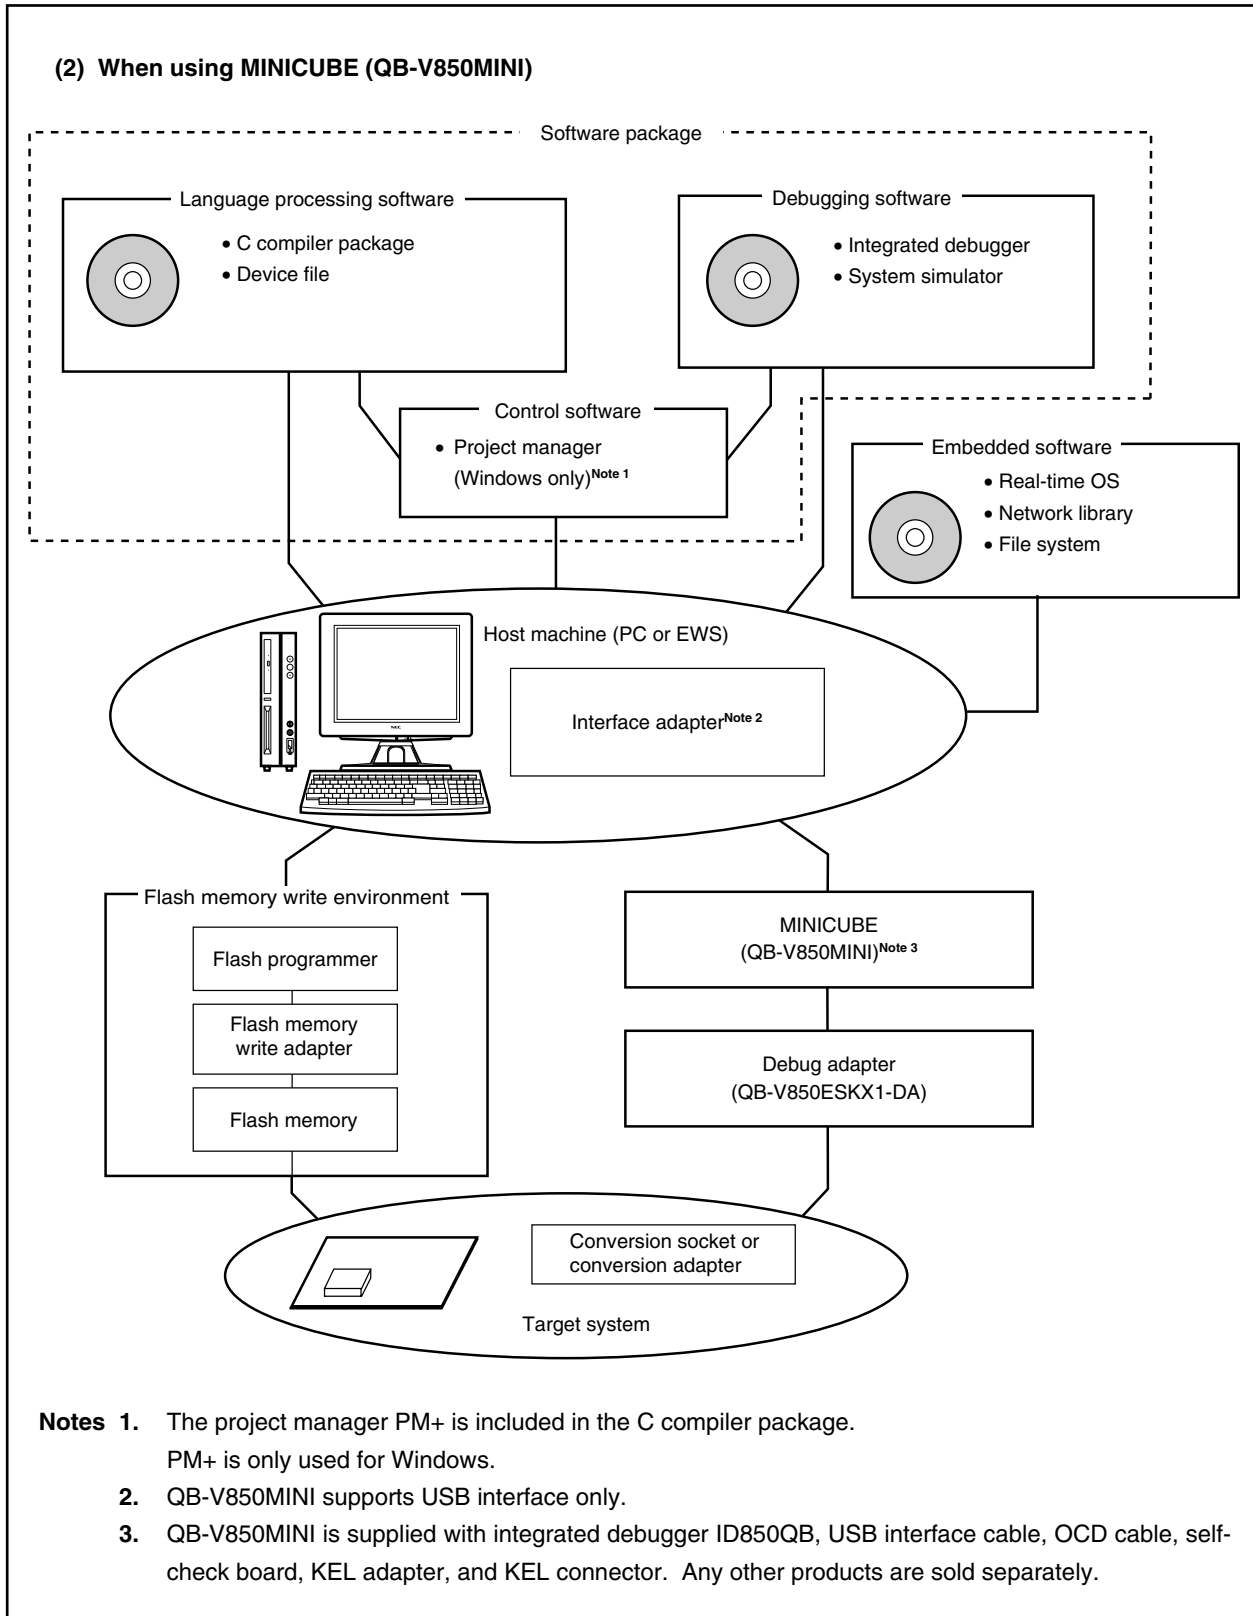 (2) When using MINICUBE (QB-V850MINI)
Software package
Language processing software
• C compiler package
• Device file
Debugging software
• Integrated debugger
• System simulator
Control software
• Project manager
(Windows only)Note 1
Embedded software
• Real-time OS
• Network library
• File system
Host machine (PC or EWS)
NEC
Interface adapterNote 2
Flash memory write environment
Flash programmer
Flash memory
write adapter
Flash memory
MINICUBE
(QB-V850MINI)Note 3
Debug adapter
(QB-V850ESKX1-DA)
Conversion socket or
conversion adapter
Target system
Notes 1. The project manager PM+ is included in the C compiler package.
PM+ is only used for Windows.
2. QB-V850MINI supports USB interface only.
3. QB-V850MINI is supplied with integrated debugger ID850QB, USB interface cable, OCD cable, self-
check board, KEL adapter, and KEL connector. Any other products are sold separately.